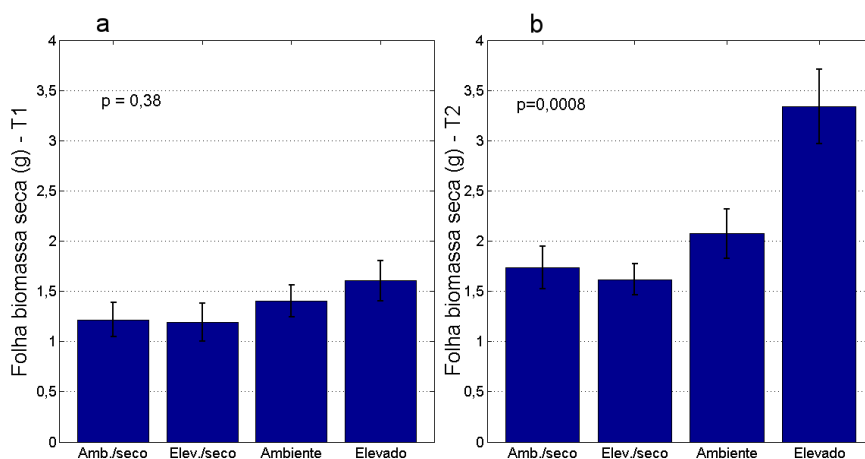 a
Folha biomassa seca (g) - T1
4
3,5
3
2,5
2
1,5
1
0,5
0
p = 0,38
Amb./seco Elev./seco Ambiente Elevado
b
Folha biomassa seca (g) - T2
4
3,5
3
2,5
2
1,5
1
0,5
0
p=0,0008
Amb./seco Elev./seco Ambiente Elevado